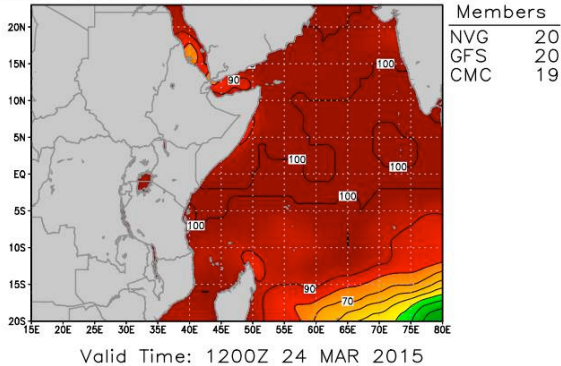 Members
NVG 20
GFS 20
CMC 19
20N
15N
10N
5N
EQ
5S
10S
15S
20S
100
90
100
100
100
100
100
90
70
15E 20E 25E 30E 35E 40E 45E 50E 55E 60E 65E 70E 75E 80E
Valid Time: 1200Z 24 MAR 2015